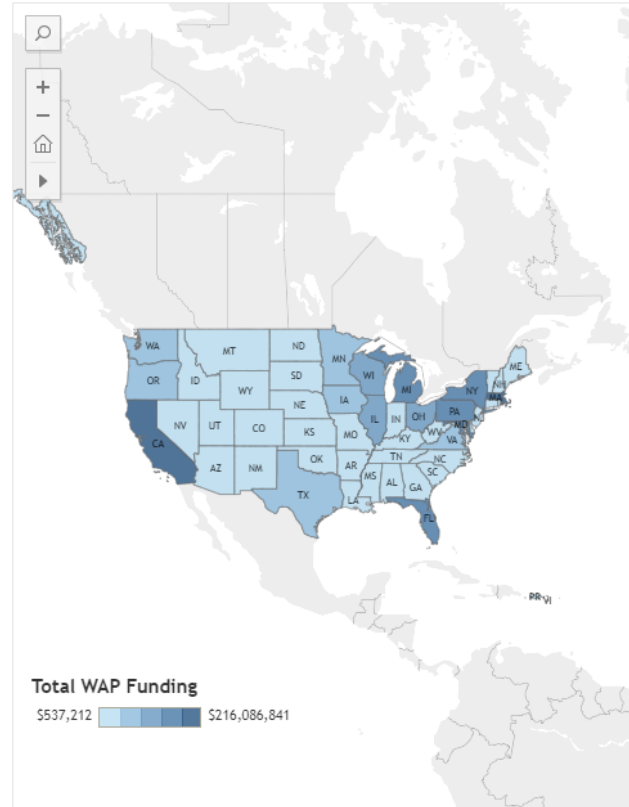 WA
MT
ND
MN
ME
OR
ID
SD
WI
MI
NY
NH
MA
WY
IA
PA
NE
IL
IN
OH
MD
NV
UT
CO
KS
MO
WV
VA
CA
KY
AZ
NM
OK
AR
TN
NC
SC
MS
AL
GA
TX
LA
FL
PR
VI
Total WAP Funding
$537,212 $216,086,841